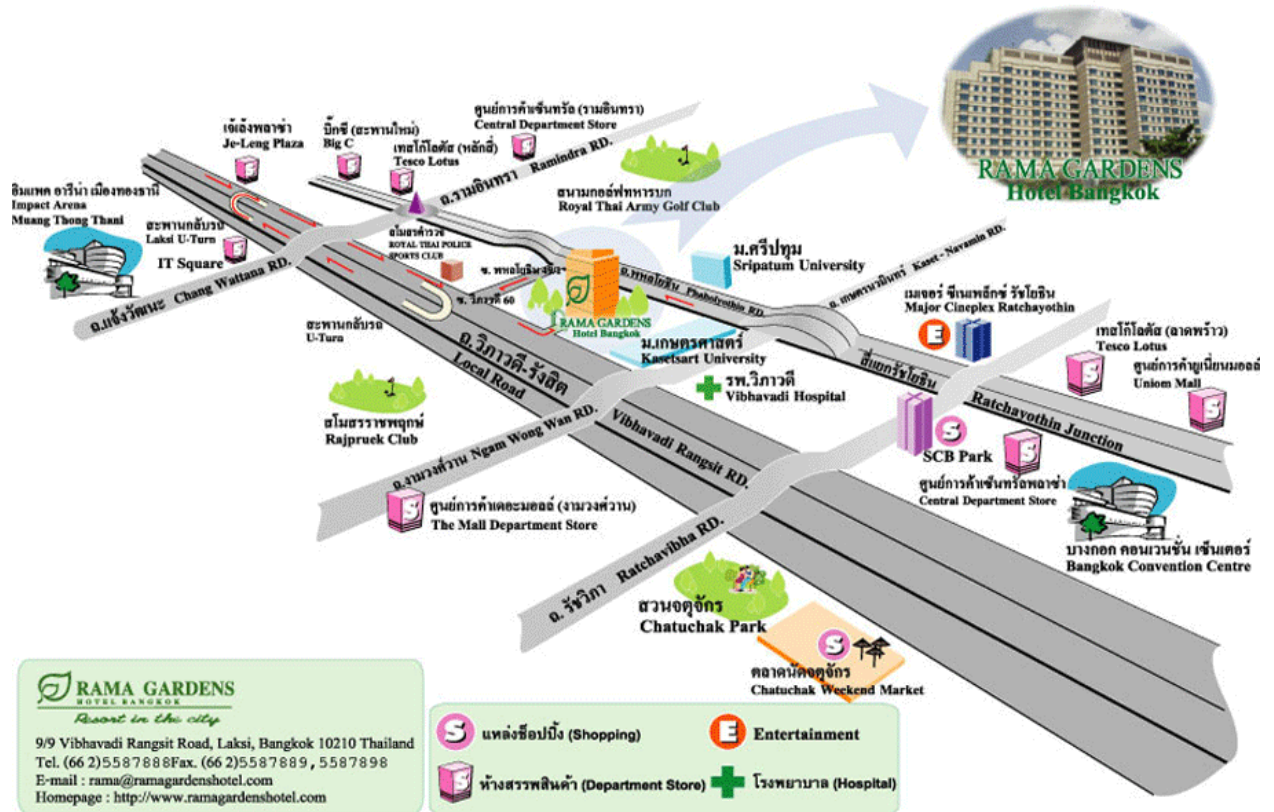 RAMA GARDENS
Hotel Bangkok
ศูนย์การค้าเซ็นทรัล (รามอินทรา)
Central Department Store
เจ้เล้งพลาซ่า
Je-Leng Plaza
บิ๊กซี (สะพานใหม่)
Big C
เทสโก้โลตัส (หลักสี่)
Tesco Lotus
ถ.รามอินทรา Ramindra RD.
สนามกอล์ฟทหารบก
Royal Thai Army Golf Club
อิมแพค อารีน่า เมืองทองธานี
Impact Arena
Muang Thong Thani
สะพานกลับรถ
Laksi U-Turn
IT Square
สโมสรตำรวจ
ROYAL THAI POLICE
SPORTS CLUB
ถ.แจ้งวัฒนะ Chang Wattana RD.
ซ. วิภาวดี 60
RAMA GARDENS
Hotel Bangkok
ถ.พหลโยธิน Phaholyothin RD.
ม.ศรีปทุม
Sripatum University
ถ. เกษตรนวมินทร์ Kaset - Navamin RD.
สะพานกลับรถ
U-Turn
ถ.วิภาวดี-รังสิต
Local Road
ม.เกษตรศาสตร์
Kasetsart University
เมเจอร์ ซีเนเพล็กซ์ รัชโยธิน
Major Cineplex Ratchayothin
E
เทสโก้โลตัส (ลาดพร้าว)
Tesco Lotus
ศูนย์การค้ายูเนี่ยนมอลล์
Uniom Mall
สี่แยกรัชโยธิน
Ratchavothin Junction
รพ.วิภาวดี
Vibhavadi Hospital
สโมสรราชพฤกษ์
Rajpruek Club
ถ.งามวงศ์วาน Ngam Wong Wan RD.
Vibhavadi Rangsit RD.
SCB Park
ศูนย์การค้าเซ็นทรัลพลาซ่า
Central Department Store
ศูนย์การค้าเดอะมอลล์ (งามวงศ์วาน)
The Mall Department Store
ถ. รัชวิภา Ratchavibha RD.
บางกอก คอนเวนชั่น เซ็นเตอร์
Bangkok Convention Centre
สวนจตุจักร
Chatuchak Park
ตลาดนัดจตุจักร
Chatuchak Weekend Market
RAMA GARDENS
HOTEL BANGKOK
Resort in the city
9/9 Vibhavadi Rangsit Road, Laksi, Bangkok 10210 Thailand
Tel. (66 2)5587888Fax. (66 2)5587889,5587898
E-mail : rama@ramagardenshotel.com
Homepage : http://www.ramagardenshotel.com
S แหล่งช็อปปิ้ง (Shopping)
E Entertainment
S ห้างสรรพสินค้า (Department Store)
โรงพยาบาล (Hospital)